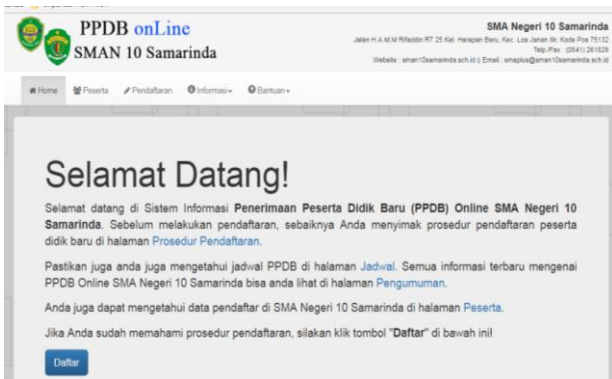 PPDB onLine
SMAN 10 Samarinda
SMA Negeri 10 Samarinda
Jalan H.A.M.M Rifaddin RT 25 Kel. Harapan Baru, Kec. Loa Janan Ilir, Kode Pos 75132
Telp./Fax : (0541) 261829
Website : sman10samarinda.sch.id || Email : smaplus@sman10samarinda.sch.id
Home Peserta Pendaftaran Informasi Bantuan
Selamat Datang!
Selamat datang di Sistem Informasi Penerimaan Peserta Didik Baru (PPDB) Online SMA Negeri 10
Samarinda. Sebelum melakukan pendaftaran, sebaiknya Anda menyimak prosedur pendaftaran peserta
didik baru di halaman Prosedur Pendaftaran.
Pastikan juga anda juga mengetahui jadwal PPDB di halaman Jadwal. Semua informasi terbaru mengenai
PPDB Online SMA Negeri 10 Samarinda bisa anda lihat di halaman Pengumuman.
Anda juga dapat mengetahui data pendaftar di SMA Negeri 10 Samarinda di halaman Peserta.
Jika Anda sudah memahami prosedur pendaftaran, silakan klik tombol "Daftar" di bawah ini!
Daftar